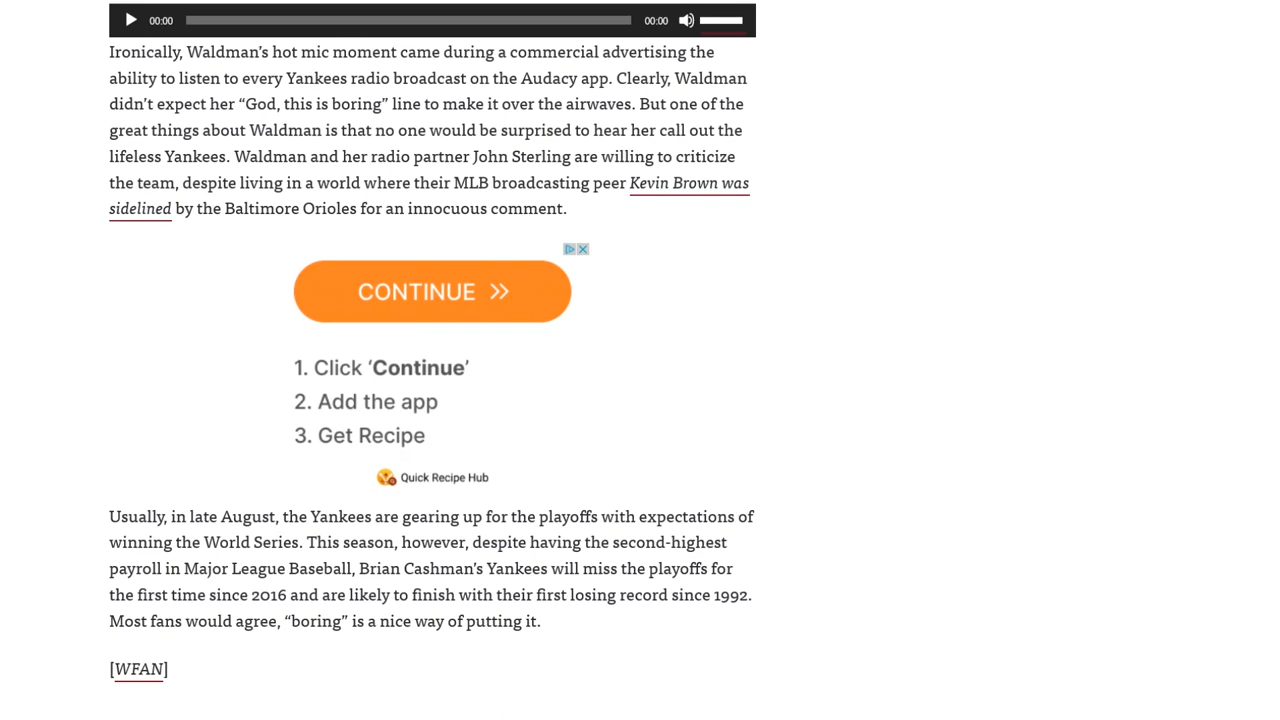 00:00 00:00
Ironically, Waldman’s hot mic moment came during a commercial advertising the
ability to listen to every Yankees radio broadcast on the Audacy app. Clearly, Waldman
didn’t expect her “God, this is boring” line to make it over the airwaves. But one of the
great things about Waldman is that no one would be surprised to hear her call out the
lifeless Yankees. Waldman and her radio partner John Sterling are willing to criticize
the team, despite living in a world where their MLB broadcasting peer Kevin Brown was
sidelined by the Baltimore Orioles for an innocuous comment.
CONTINUE
1. Click ‘Continue’
2. Add the app
3. Get Recipe
Quick Recipe Hub
Usually, in late August, the Yankees are gearing up for the playoffs with expectations of
winning the World Series. This season, however, despite having the second-highest
payroll in Major League Baseball, Brian Cashman’s Yankees will miss the playoffs for
the first time since 2016 and are likely to finish with their first losing record since 1992.
Most fans would agree, “boring” is a nice way of putting it.
[WFAN]